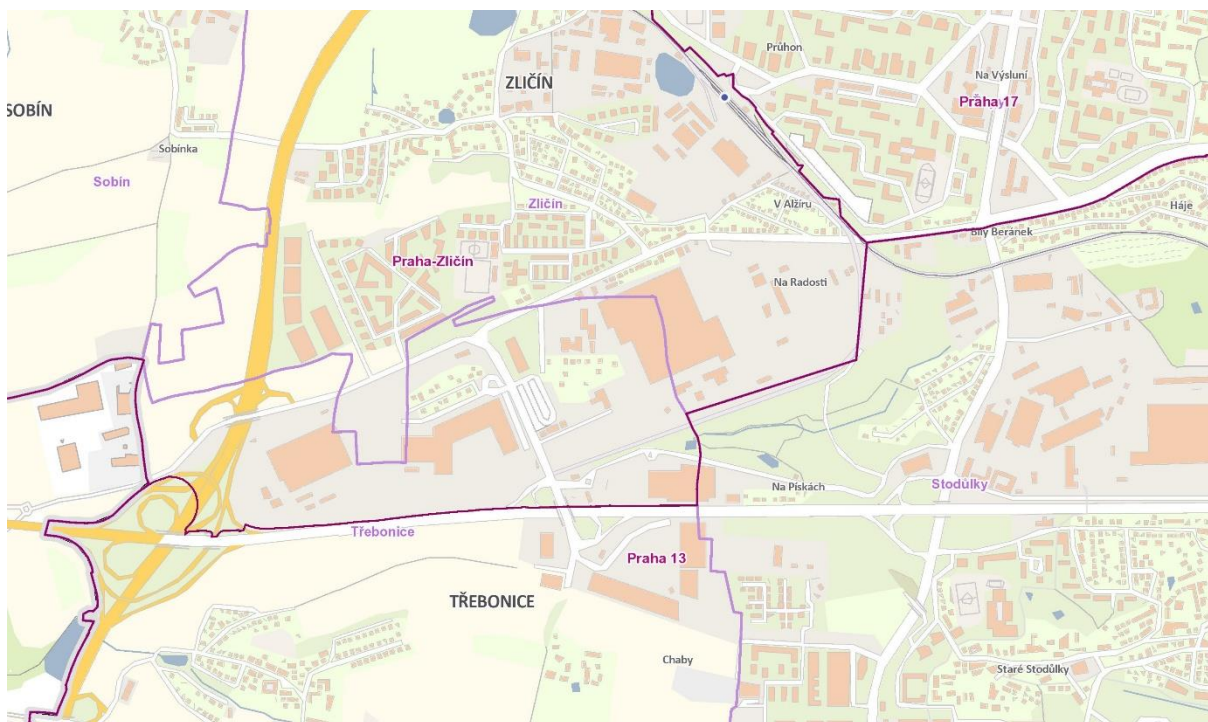 Průhon
Na Výsluní
ZLIČÍN
Praha 17
SOBÍN
Sobínka
Sobín
Zličín
V Alžíru
Háje
Bílý Beránek
Praha-Zličín
Na Radosti
Na Pískách
Stodůlky
Třebonice
Praha 13
TŘEBONICE
Chaby
Staré Stodůlky